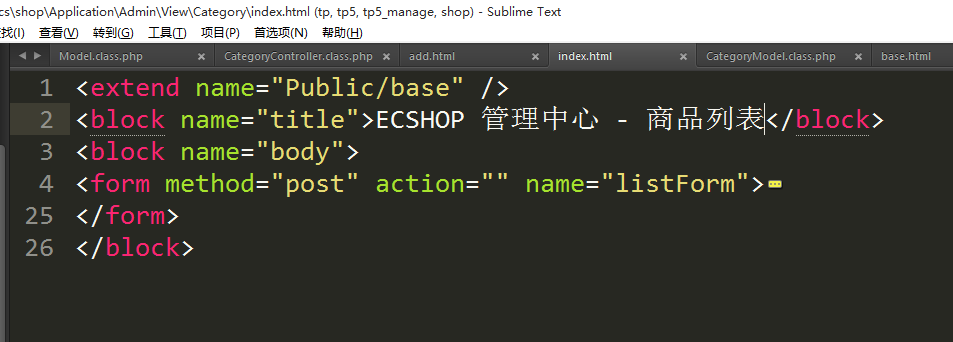 cs\shop\Application\Admin\View\Category\index.html (tp, tp5, tp5_manage, shop) - Sublime Text
找(I) 查看(V) 转到(G) 工具(T) 项目(P) 首选项(N) 帮助(H)
Model.class.php × CategoryController.class.php × add.html × index.html × CategoryModel.class.php × base.html
1 <extend name="Public/base" />
2 <block name="title">ECSHOP 管理中心 - 商品列表</block>
3 <block name="body">
4 <form method="post" action="" name="listForm">
25 </form>
26 </block>